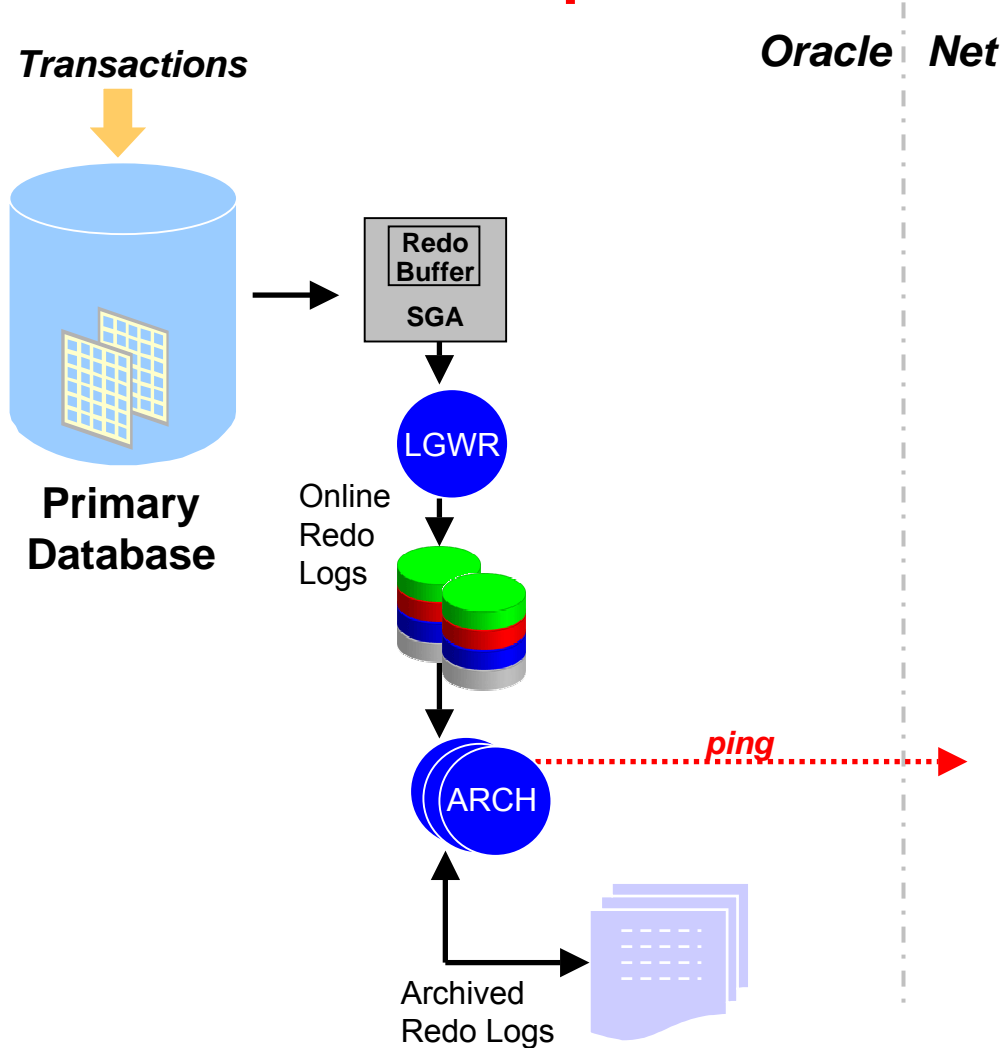 Oracle Net
Transactions
Redo
Buffer
SGA
LGWR
Primary
Database
Online
Redo
Logs
ping
ARCH
Archived
Redo Logs